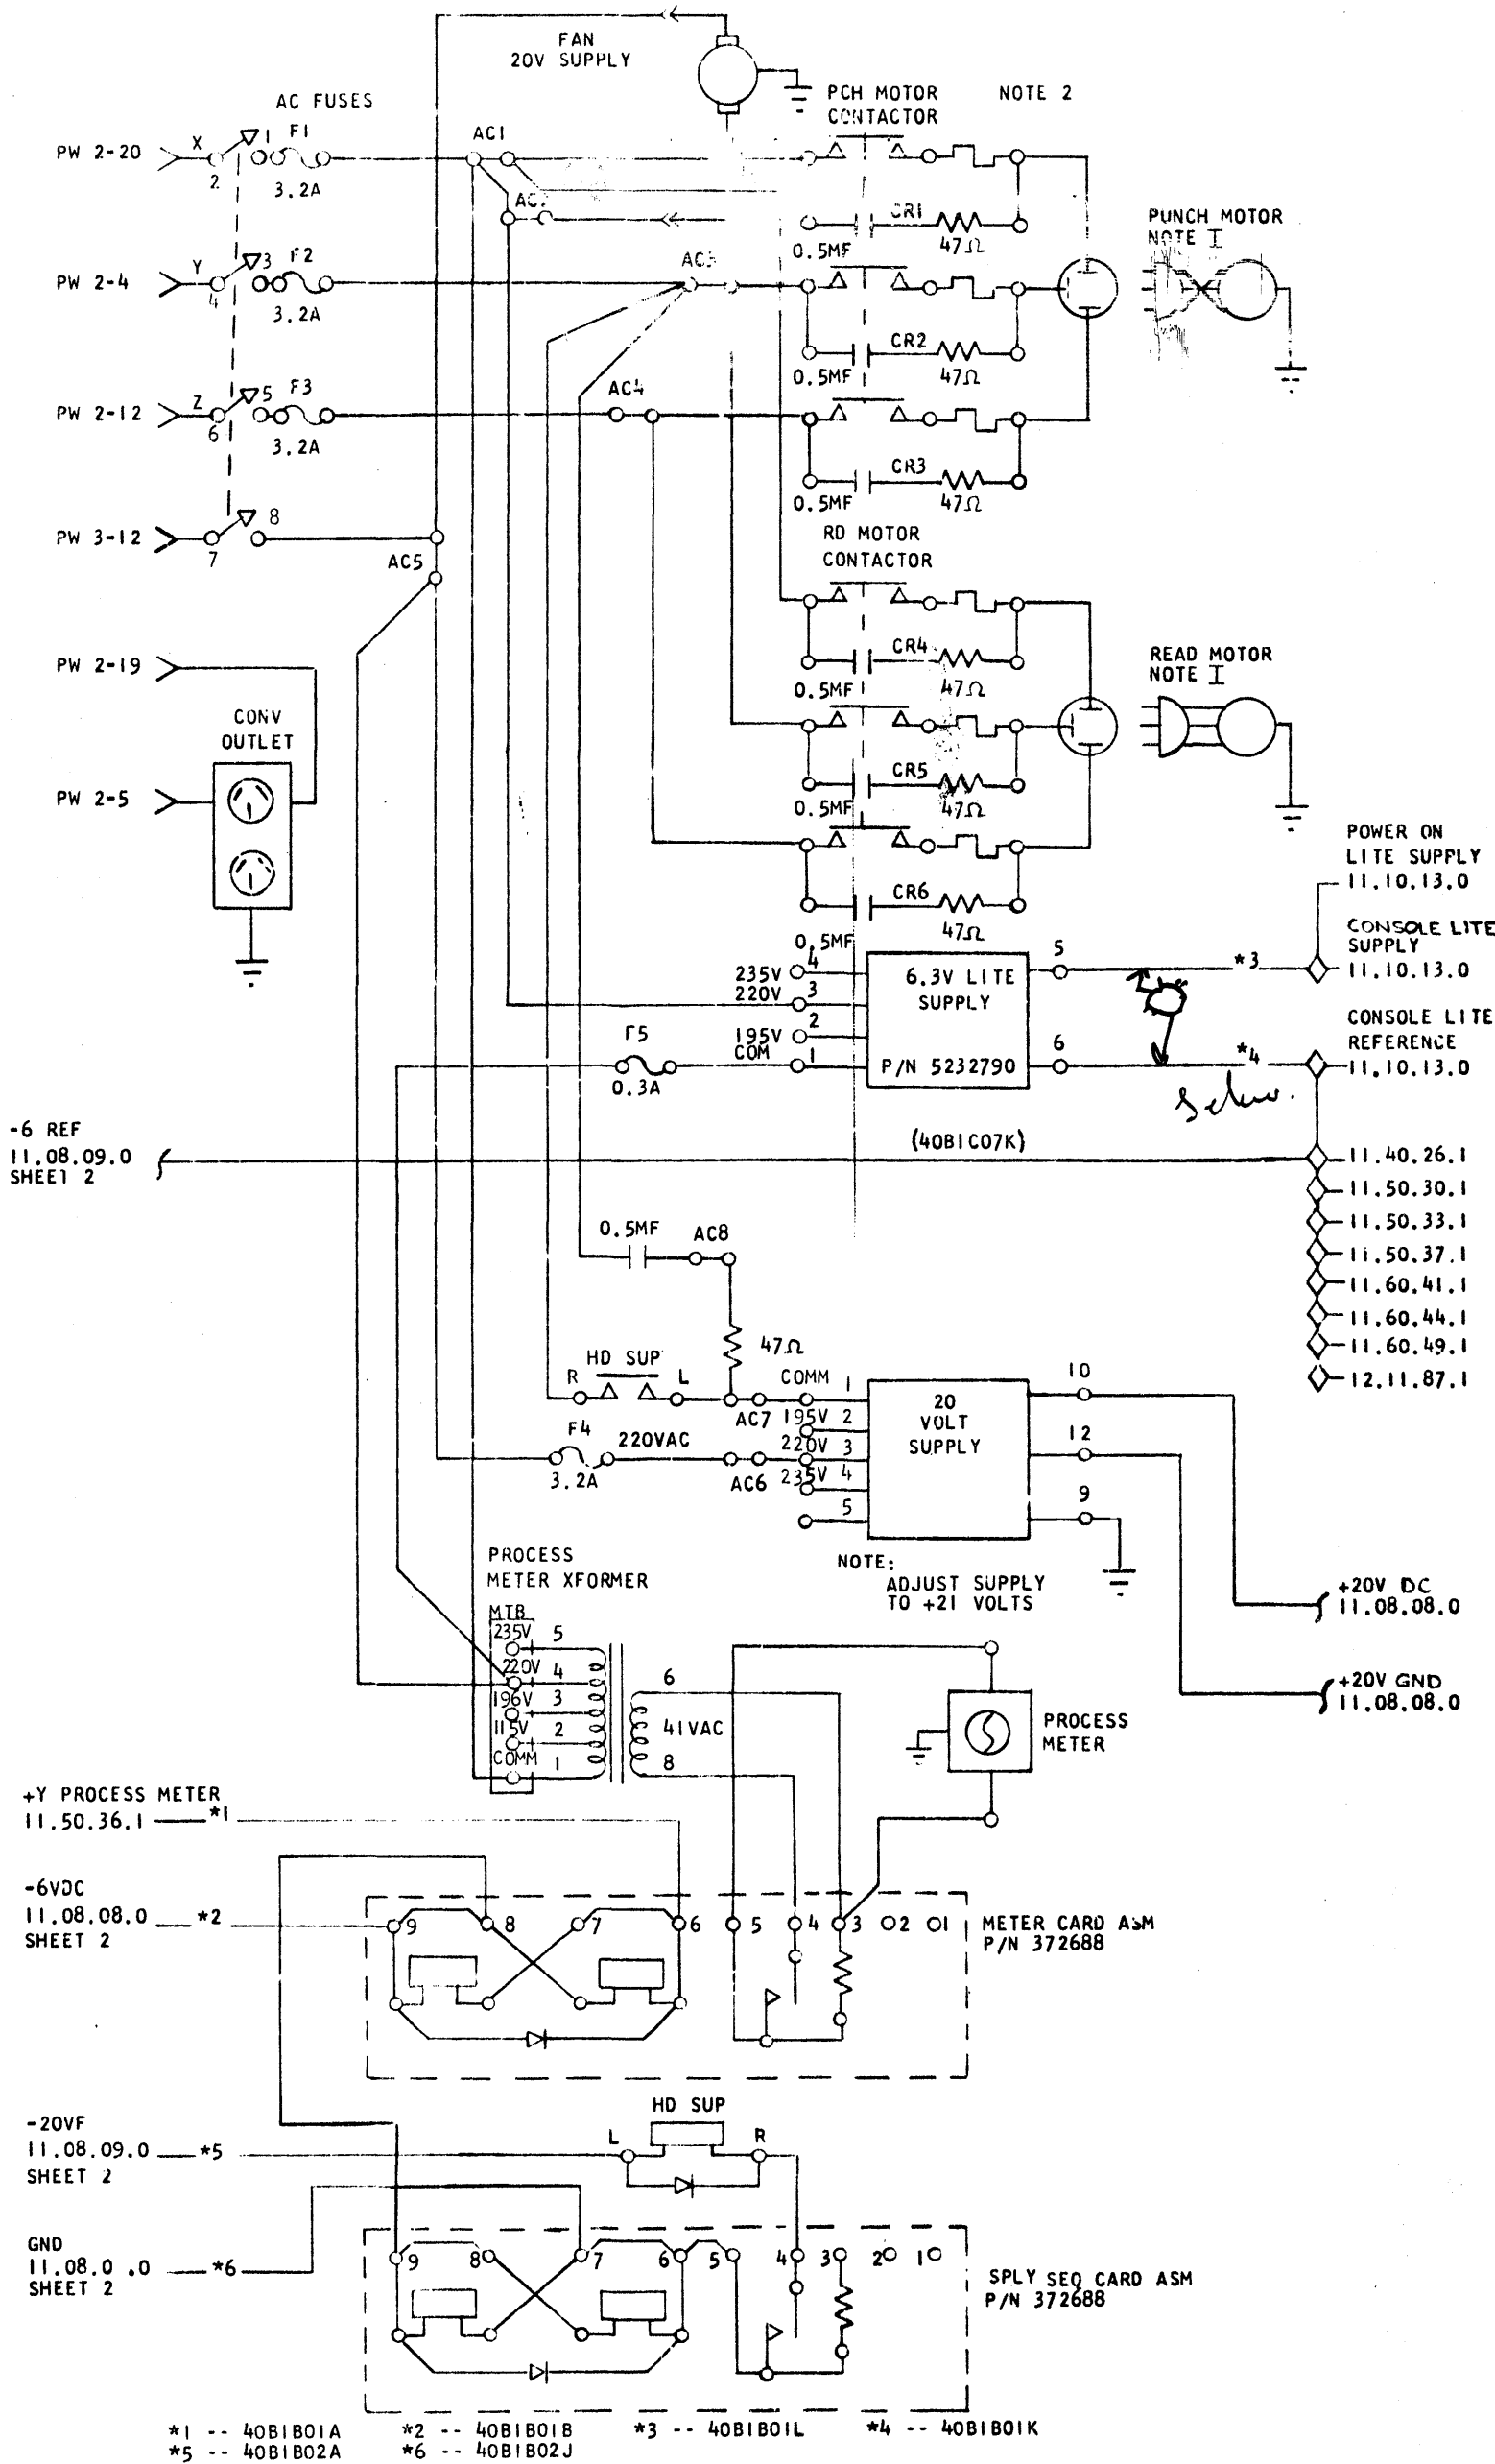 FAN
20V SUPPLY
AC FUSES
PCH MOTOR
CONTACTOR
NOTE 2
PW 2-20
X
2
1
F1
3.2A
AC1
PW 2-4
Y
4
3
F2
3.2A
AC3
CR1
0.5MF
47Ω
PUNCH MOTOR
NOTE I
CR2
0.5MF
47Ω
PW 2-12
Z
6
5
F3
3.2A
AC4
CR3
0.5MF
47Ω
PW 3-12
7
8
AC5
RD MOTOR
CONTACTOR
CR4
0.5MF
47Ω
READ MOTOR
NOTE I
PW 2-19
CONV
OUTLET
PW 2-5
CR5
0.5MF
47Ω
CR6
0.5MF
47Ω
POWER ON
LITE SUPPLY
11.10.13.0
CONSOLE LITE
SUPPLY
11.10.13.0
235V 4
220V 3
195V 2
COM 1
6.3V LITE
SUPPLY
P/N 5232790
5
*3
6
*4
F5
0.3A
CONSOLE LITE
REFERENCE
11.10.13.0
-6 REF
11.08.09.0
SHEET 2
(40B1C07K)
11.40.26.1
11.50.30.1
11.50.33.1
11.50.37.1
11.60.41.1
11.60.44.1
11.60.49.1
12.11.87.1
0.5MF
AC8
47Ω
HD SUP
R
L
AC7
COMM 1
195V 2
220V 3
235V 4
5
20
VOLT
SUPPLY
10
12
9
F4
3.2A
220VAC
AC6
NOTE:
ADJUST SUPPLY
TO +21 VOLTS
+20V DC
11.08.08.0
+20V GND
11.08.08.0
PROCESS
METER XFORMER
MTB
235V 5
220V 4
196V 3
115V 2
COMM 1
6
41VAC
8
PROCESS
METER
+Y PROCESS METER
11.50.36.1 *1
-6VDC
11.08.08.0 *2
SHEET 2
9 8 7 6 5 4 3 2 1
METER CARD ASM
P/N 372688
-20VF
11.08.09.0 *5
SHEET 2
HD SUP
L
R
GND
11.08.0 .0 *6
SHEET 2
9 8 7 6 5 4 3 2 1
SPLY SEQ CARD ASM
P/N 372688
*1 -- 40B1B01A *2 -- 40B1B01B *3 -- 40B1B01L *4 -- 40B1B01K
*5 -- 40B1B02A *6 -- 40B1B02J